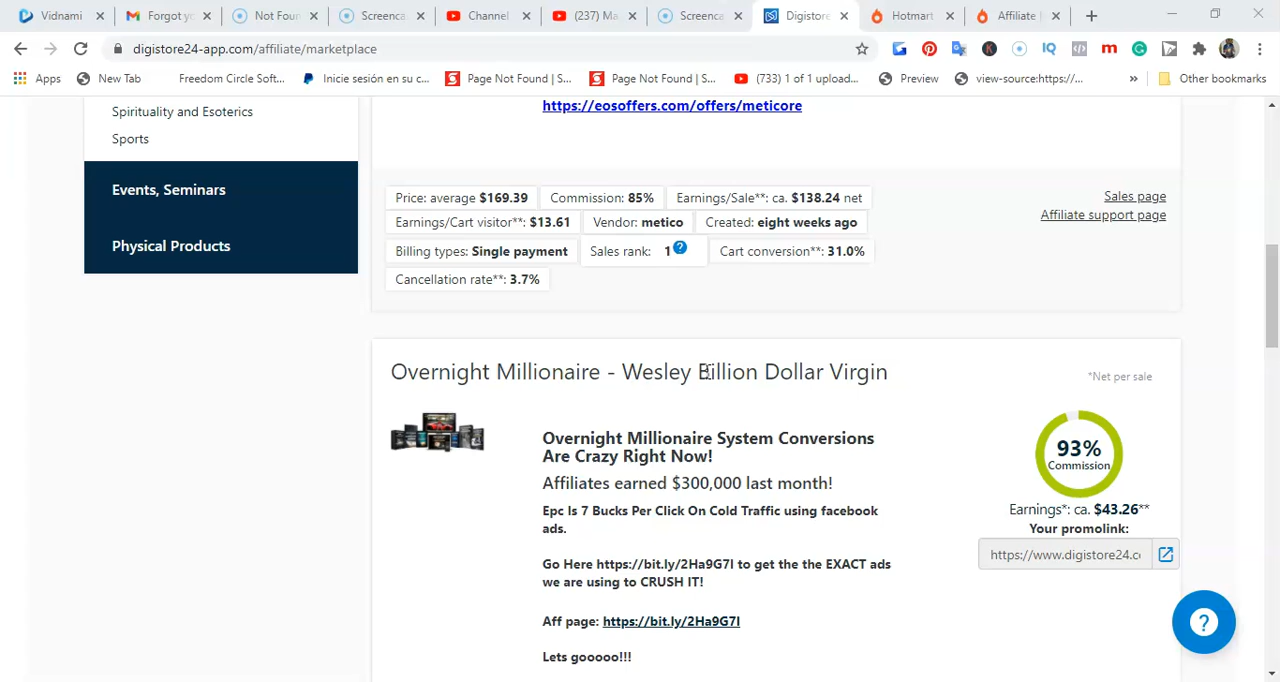 Vidnami
Forgot yo
Not Foun
Screenca
Channel
(237) Ma
Screenca
Digistore
Hotmart
Affiliate
digistore24-app.com/affiliate/marketplace
Apps
New Tab
Freedom Circle Soft...
Inicie sesión en su c...
Page Not Found | S...
Page Not Found | S...
(733) 1 of 1 upload...
Preview
view-source:https://...
»
Other bookmarks
Spirituality and Esoterics
Sports
Events, Seminars
Physical Products
https://eosoffers.com/offers/meticore
Price: average $169.39
Commission: 85%
Earnings/Sale**: ca. $138.24 net
Earnings/Cart visitor**: $13.61
Vendor: metico
Created: eight weeks ago
Billing types: Single payment
Sales rank: 1
Cart conversion**: 31.0%
Cancellation rate**: 3.7%
Sales page
Affiliate support page
Overnight Millionaire - Wesley Billion Dollar Virgin
*Net per sale
Overnight Millionaire System Conversions
Are Crazy Right Now!
Affiliates earned $300,000 last month!
Epc Is 7 Bucks Per Click On Cold Traffic using facebook
ads.
Go Here https://bit.ly/2Ha9G7I to get the the EXACT ads
we are using to CRUSH IT!
Aff page: https://bit.ly/2Ha9G7I
Lets gooooo!!!
93%
Commission
Earnings*: ca. $43.26**
Your promolink:
https://www.digistore24.co